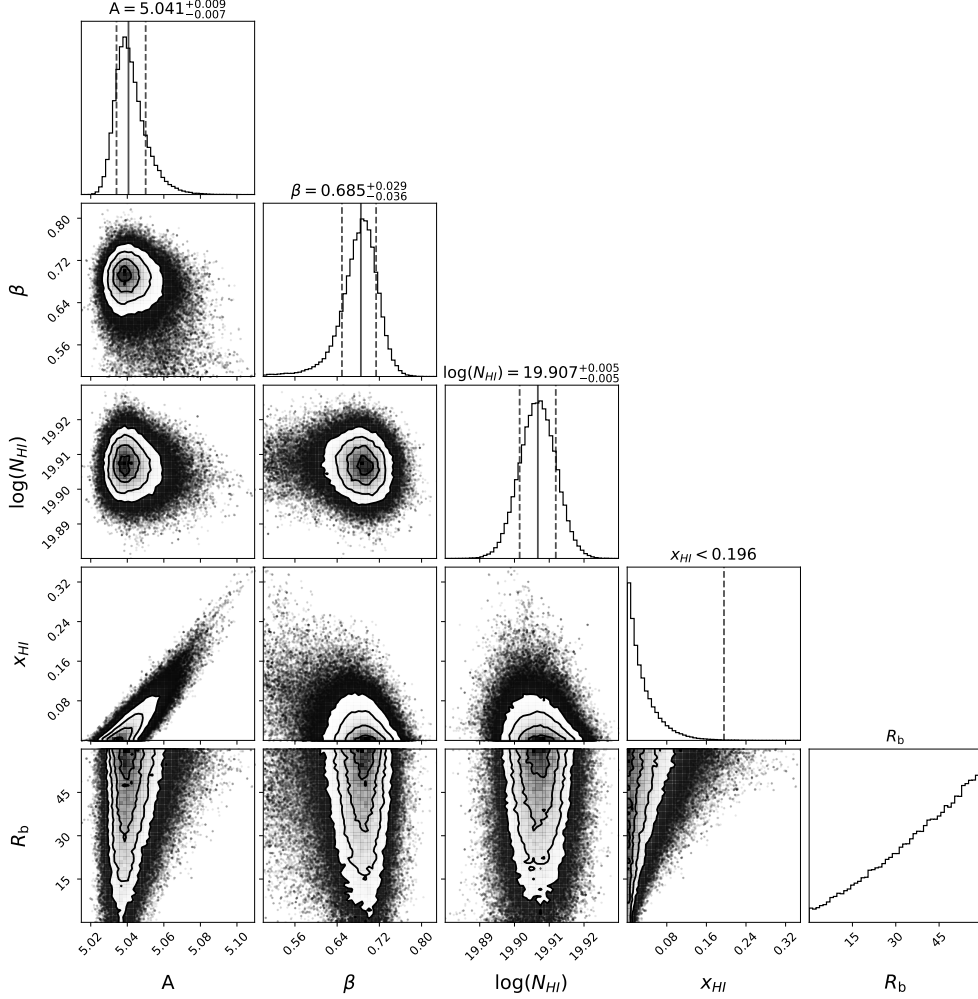 A = 5.041^{+0.009}_{-0.007}
β = 0.685^{+0.029}_{-0.036}
0.80
0.72
0.64
0.56
β
log(N_{HI}) = 19.907^{+0.005}_{-0.005}
19.92
19.91
19.90
19.89
log(N_{HI})
x_{HI} < 0.196
0.32
0.24
0.16
0.08
x_{HI}
R_b
45
30
15
R_b
5.02 5.04 5.06 5.08 5.10
0.56 0.64 0.72 0.80
19.89 19.90 19.91 19.92
0.08 0.16 0.24 0.32
15 30 45
A β log(N_{HI}) x_{HI} R_b